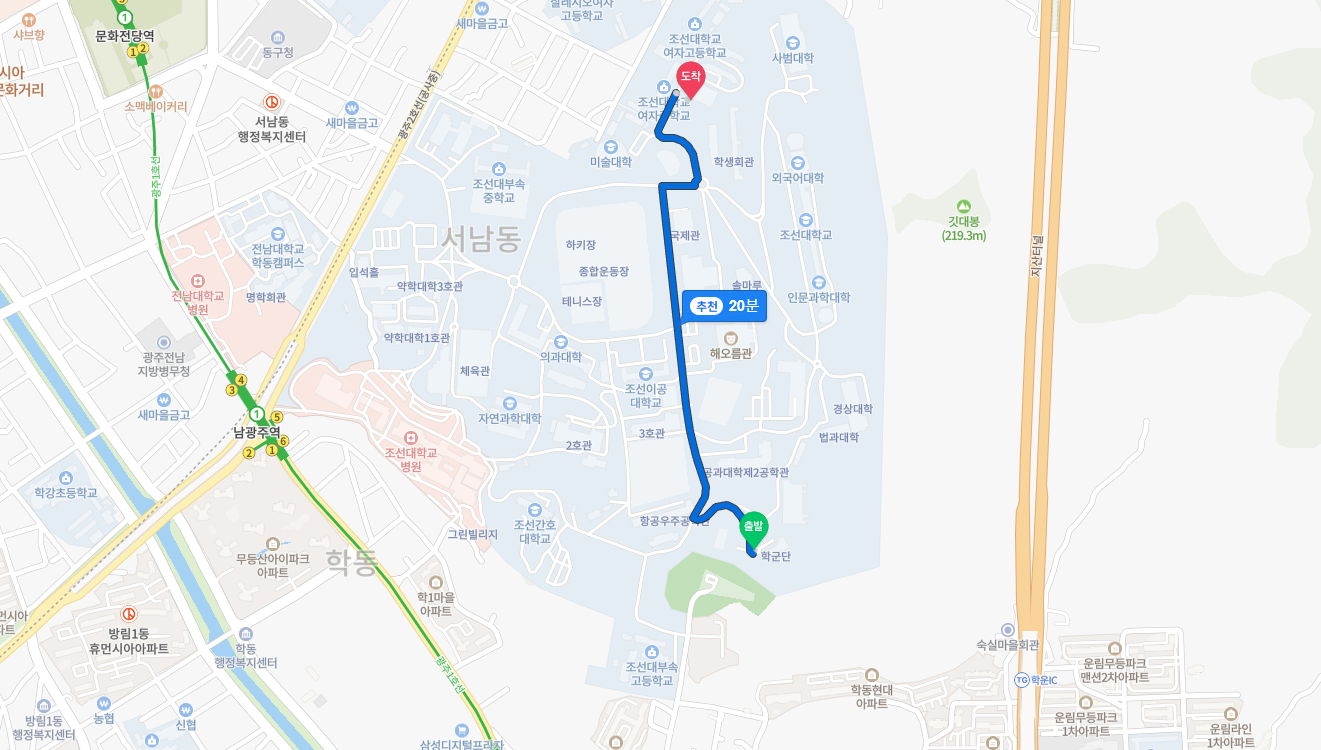 살레시오여자
고등학교
새마을금고
1
문화전당역
1
2
샤브향
동구청
조선대학교
여자고등학교
사범대학
도착
시아
문화거리
소맥베이커리
서남동
행정복지센터
새마을금고
광주2호선(공사중)
조선대학교
여자중학교
광주1호선
미술대학
학생회관
외국어대학
조선대부속
중학교
깃대봉
(219.3m)
전남대학교
학동캠퍼스
서남동
하키장
국제관
조선대학교
지산터널
입석홀
종합운동장
전남대학교
병원
명학회관
약학대학3호관
테니스장
솔마루
인문과학대학
추천 20분
광주전남
지방병무청
약학대학1호관
의과대학
해오름관
체육관
조선이공
대학교
4
3
새마을금고
1
5
남광주역
6
2
1
자연과학대학
경상대학
3호관
법과대학
2호관
조선대학교
병원
공과대학제2공학관
학강초등학교
조선간호
대학교
항공우주공학관
출발
학군단
그린빌리지
무등산아이파크
아파트
학동
학1마을
아파트
먼시아
파트
방림1동
휴먼시아아파트
학동
행정복지센터
숙실마을회관
조선대부속
고등학교
운림무등파크
맨션2차아파트
광주1호선
TG 학운IC
학동현대
아파트
방림1동
행정복지센터
농협
신협
운림무등파크
1차아파트
운림라인
1차아파트
삼성디지털프라자